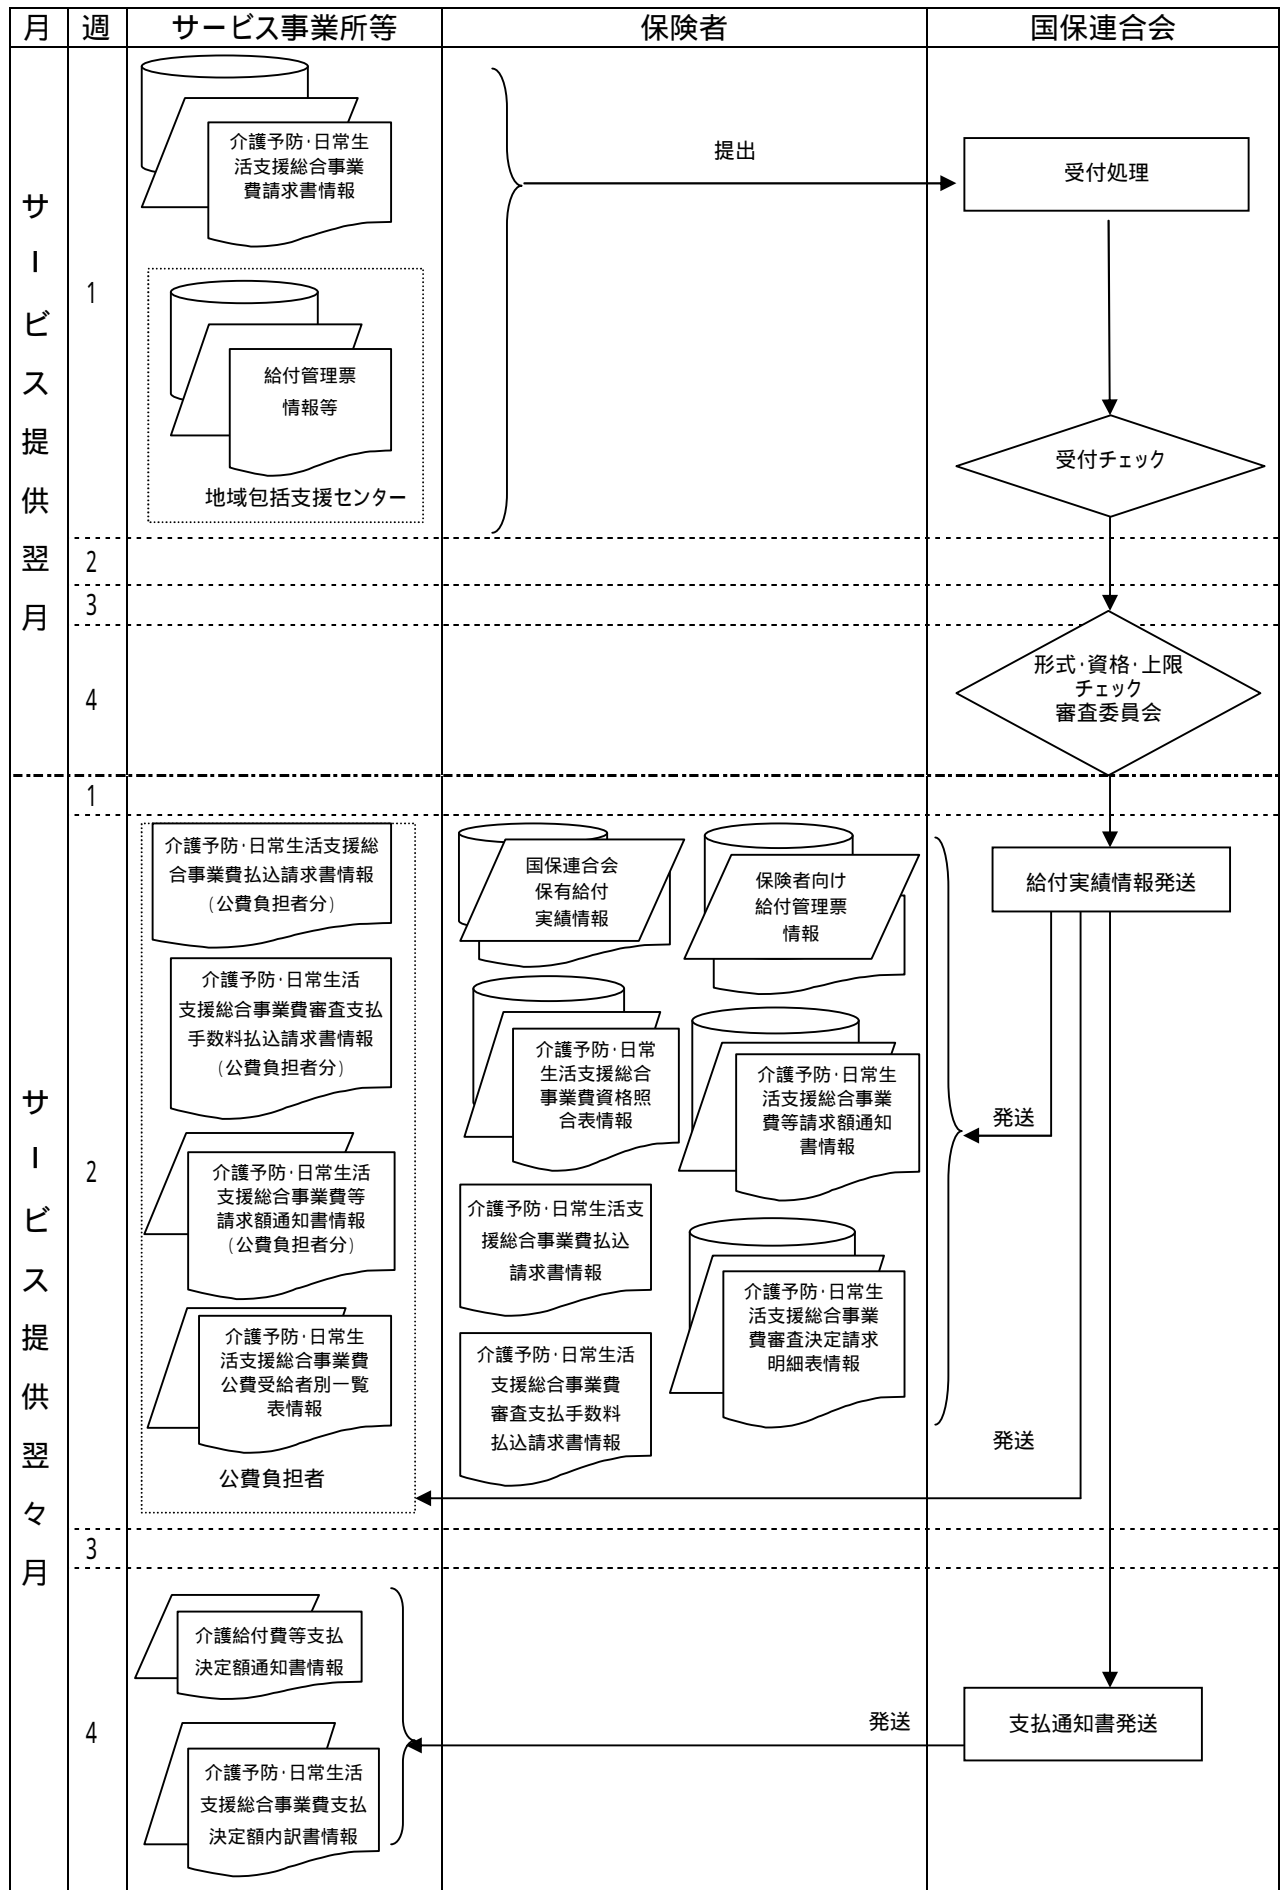 月 週 サービス事業所等 保険者 国保連合会
サービス提供翌月
1
介護予防･日常生
活支援総合事業
費請求書情報
給付管理票
情報等
地域包括支援センター
提出
受付処理
受付チェック
2
3
4
形式･資格･上限
チェック
審査委員会
サービス提供翌々月
1
2
介護予防･日常生活支援総
合事業費払込請求書情報
(公費負担者分)
介護予防･日常生活
支援総合事業費審査支払
手数料払込請求書情報
(公費負担者分)
介護予防･日常生活
支援総合事業費等
請求額通知書情報
(公費負担者分)
介護予防･日常生
活支援総合事業費
公費受給者別一覧
表情報
公費負担者
国保連合会
保有給付
実績情報
保険者向け
給付管理票
情報
介護予防･日常
生活支援総合
事業費資格照
合表情報
介護予防･日常生
活支援総合事業
費等請求額通知
書情報
介護予防･日常生活支
援総合事業費払込
請求書情報
介護予防･日常生
活支援総合事業
費審査決定請求
明細表情報
介護予防･日常生活
支援総合事業費
審査支払手数料
払込請求書情報
給付実績情報発送
発送
発送
3
4
介護給付費等支払
決定額通知書情報
介護予防･日常生活
支援総合事業費支払
決定額内訳書情報
発送
支払通知書発送